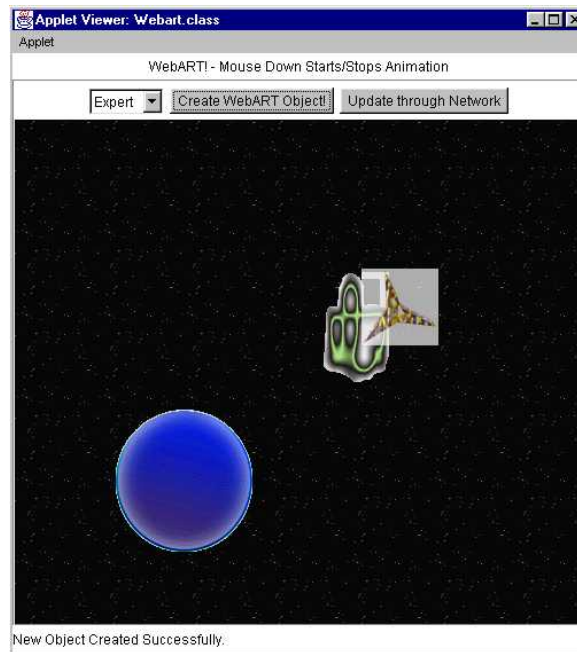 Applet Viewer: Webart.class
Applet
WebART! - Mouse Down Starts/Stops Animation
Expert Create WebART Object! Update through Network
New Object Created Successfully.